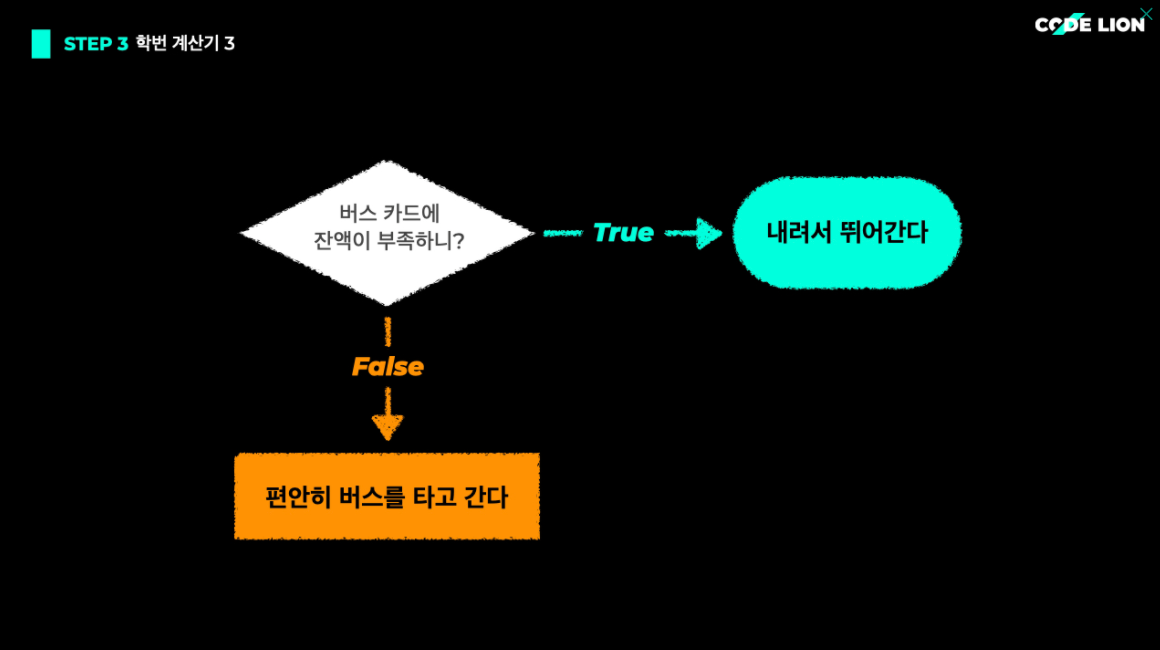 STEP 3 학번 계산기 3
CODE LION
버스 카드에
잔액이 부족하니?
True
내려서 뛰어간다
False
편안히 버스를 타고 간다